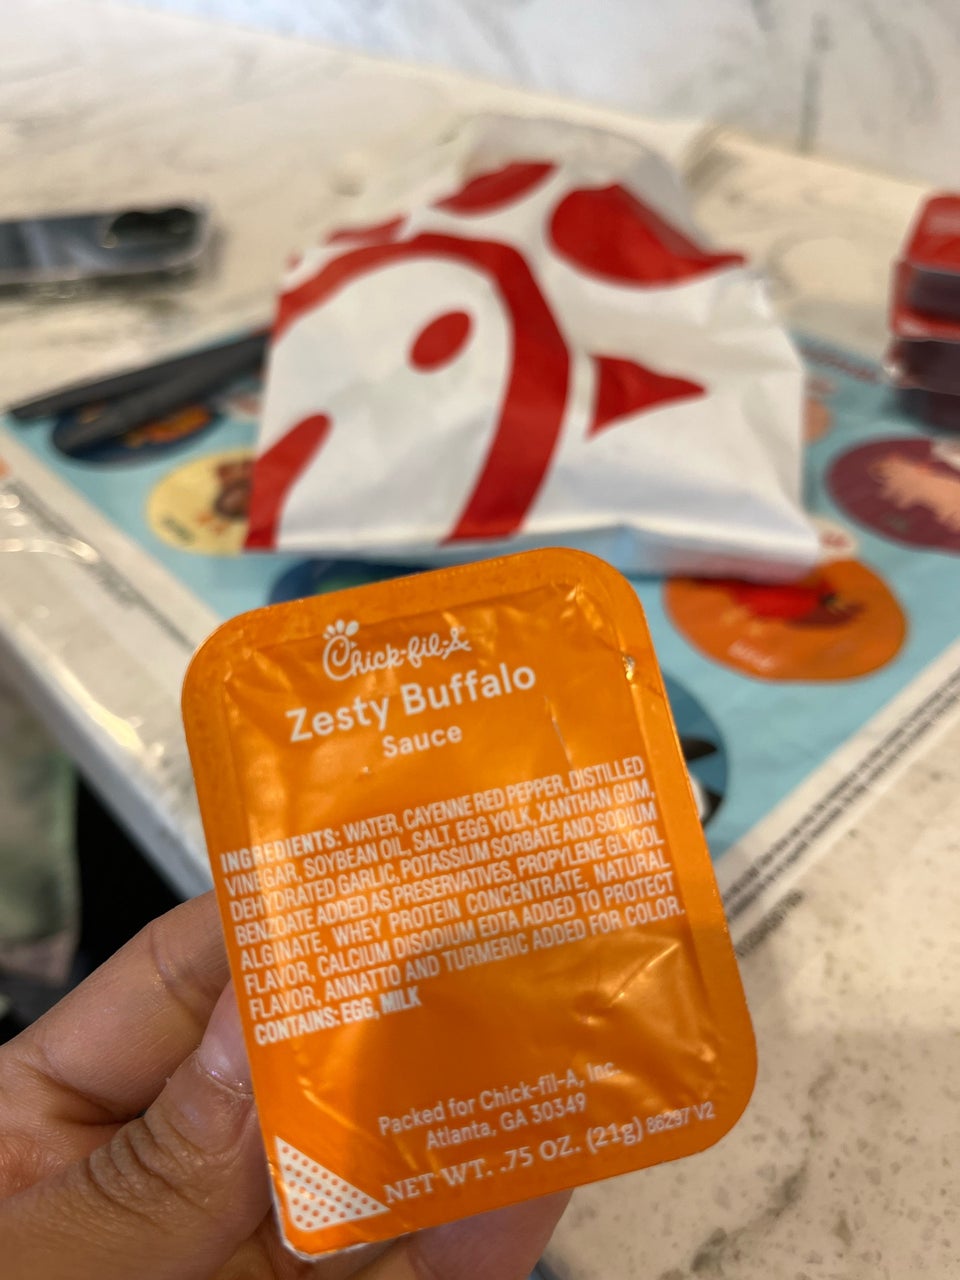 Chick-fil-A
Zesty Buffalo
Sauce
INGREDIENTS: WATER, CAYENNE RED PEPPER, DISTILLED
VINEGAR, SOYBEAN OIL, SALT, EGG YOLK, XANTHAN GUM,
DEHYDRATED GARLIC, POTASSIUM SORBATE AND SODIUM
BENZOATE ADDED AS PRESERVATIVES, PROPYLENE GLYCOL
ALGINATE, WHEY PROTEIN CONCENTRATE, NATURAL
FLAVOR, CALCIUM DISODIUM EDTA ADDED TO PROTECT
FLAVOR, ANNATTO AND TURMERIC ADDED FOR COLOR.
CONTAINS: EGG, MILK
Packed for Chick-fil-A, Inc.
Atlanta, GA 30349
NET WT. .75 OZ. (21g) 86297 V2